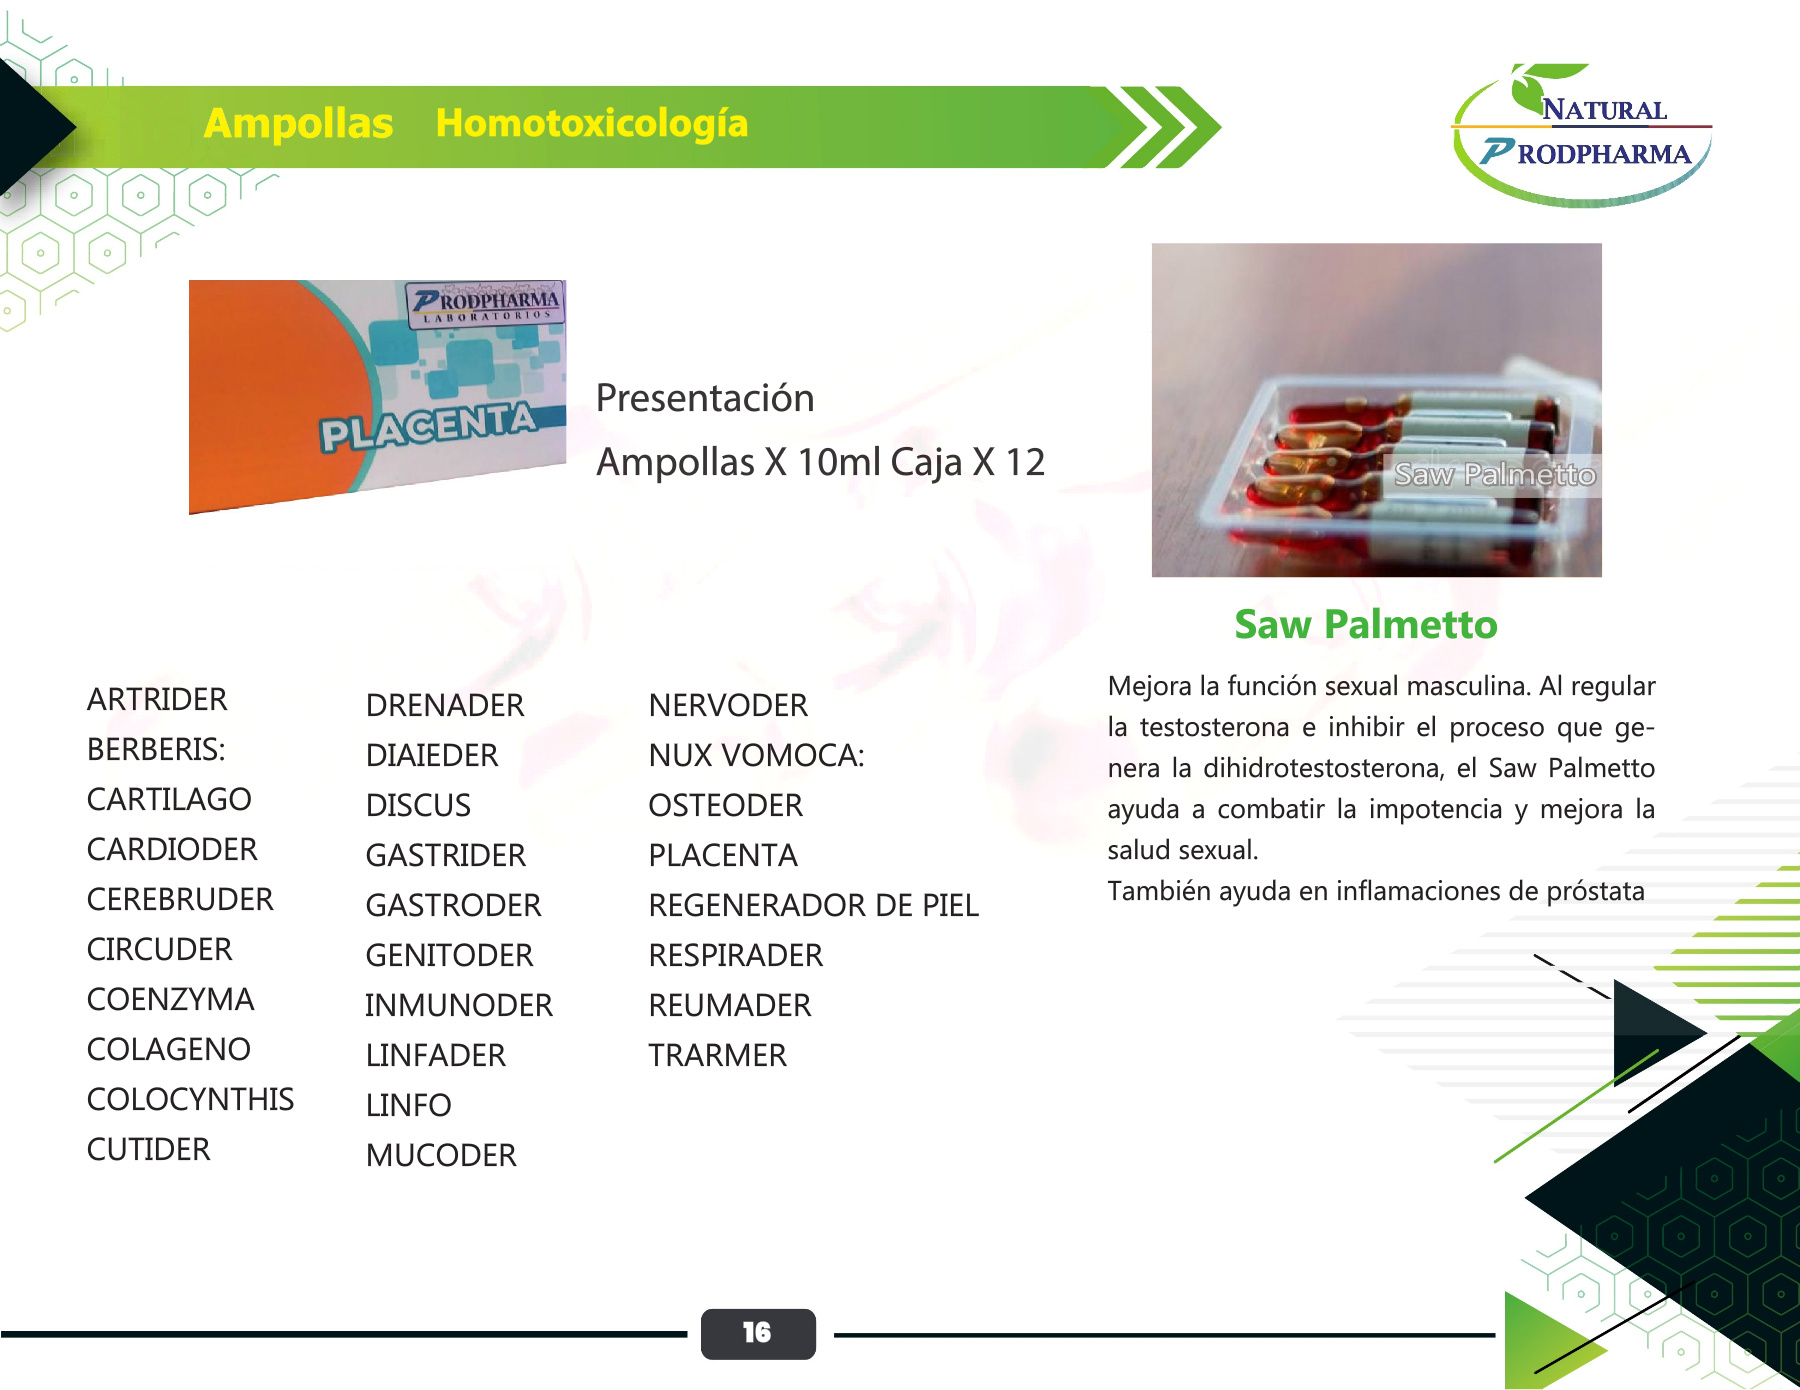 Ampollas Homotoxicología
NATURAL
PRODPHARMA
PRODPHARMA
LABORATORIOS
PLACENTA
Presentación
Ampollas X 10ml Caja X 12
Saw Palmetto
Saw Palmetto
Mejora la función sexual masculina. Al regular
la testosterona e inhibir el proceso que ge-
nera la dihidrotestosterona, el Saw Palmetto
ayuda a combatir la impotencia y mejora la
salud sexual.
También ayuda en inflamaciones de próstata
ARTRIDER
BERBERIS:
CARTILAGO
CARDIODER
CEREBRUDER
CIRCUDER
COENZYMA
COLAGENO
COLOCYNTHIS
CUTIDER
DRENADER
DIAIEDER
DISCUS
GASTRIDER
GASTRODER
GENITODER
INMUNODER
LINFADER
LINFO
MUCODER
NERVODER
NUX VOMOCA:
OSTEODER
PLACENTA
REGENERADOR DE PIEL
RESPIRADER
REUMADER
TRARMER
16